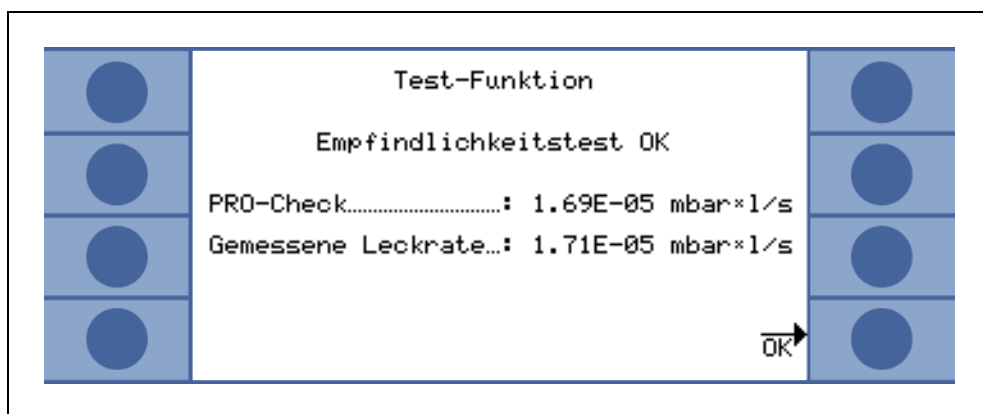 Test-Funktion
Empfindlichkeitstest OK
PRO-Check……………………: 1.69E-05 mbar*l/s
Gemessene Leckrate…: 1.71E-05 mbar*l/s
OK